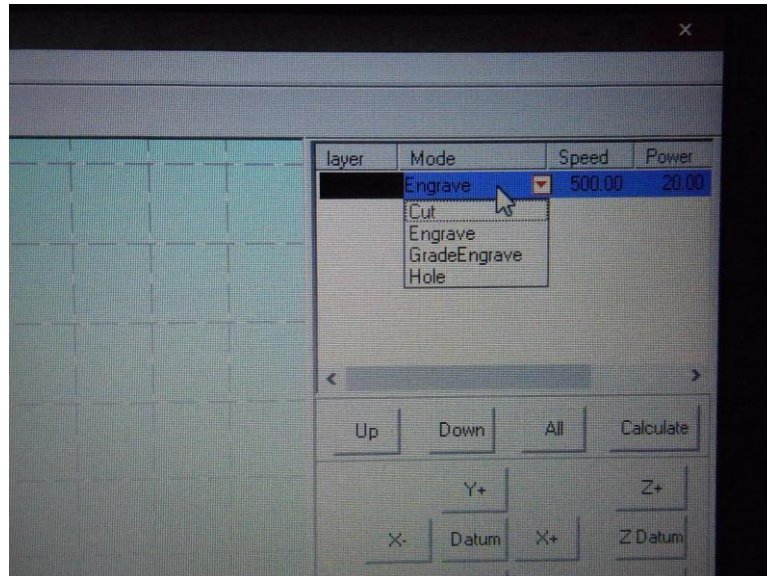 layer Mode Speed Power
Engrave 500.00 20.00
Cut
Engrave
GradeEngrave
Hole
Up Down All Calculate
Y+ Z+
X- Datum X+ Z Datum